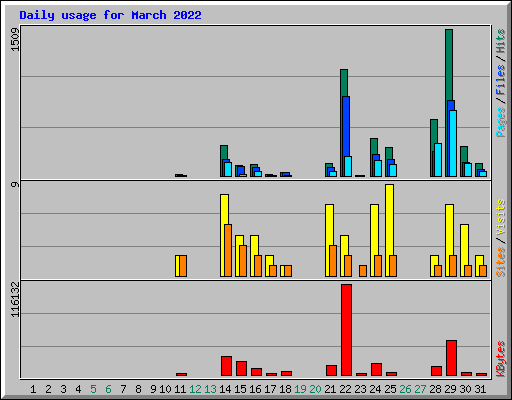 Daily usage for March 2022
1509
Pages / Files / Hits
9
Sites / Visits
116132
KBytes
1 2 3 4 5 6 7 8 9 10 11 12 13 14 15 16 17 18 19 20 21 22 23 24 25 26 27 28 29 30 31